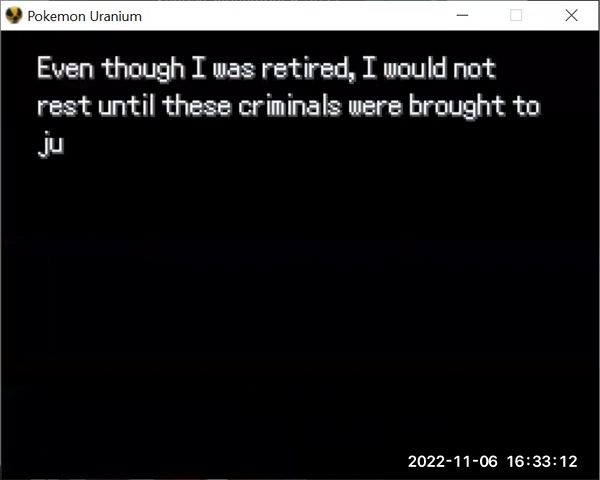 Pokemon Uranium
Even though I was retired, I would not
rest until these criminals were brought to
ju
2022-11-06 16:33:12